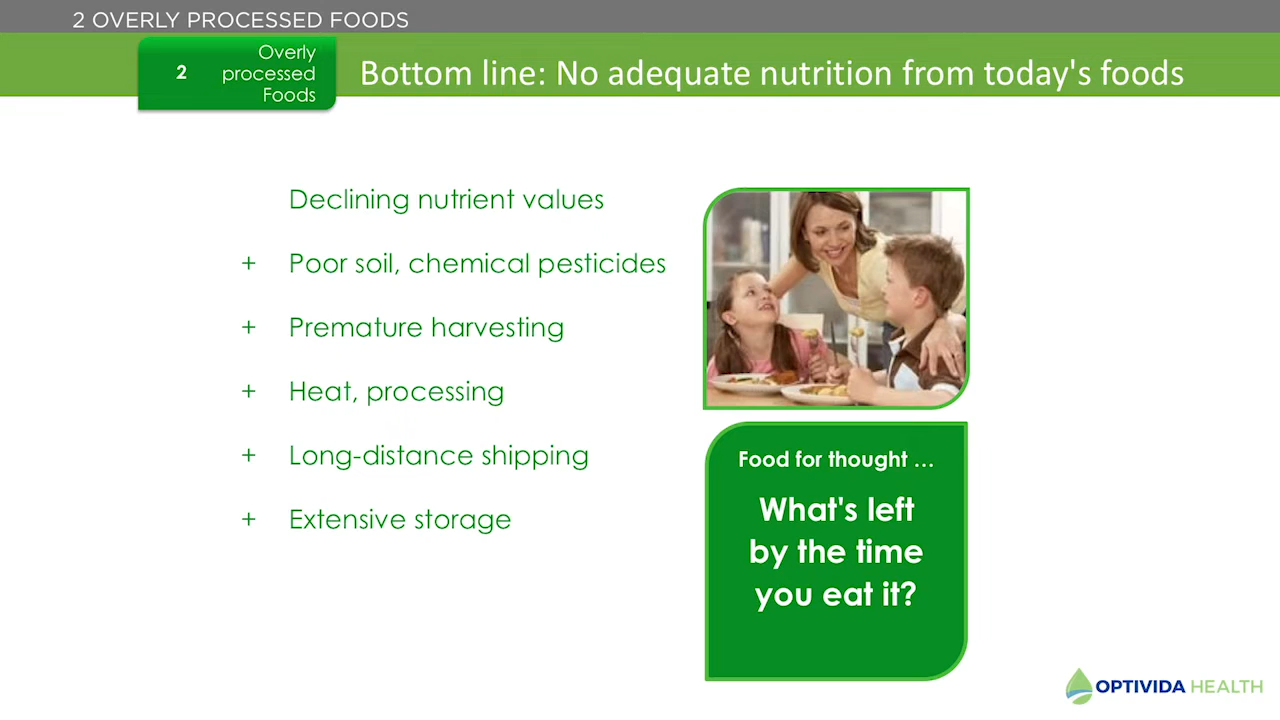 2 OVERLY PROCESSED FOODS
2
Overly
processed
Foods
Bottom line: No adequate nutrition from today's foods
Declining nutrient values
+ Poor soil, chemical pesticides
+ Premature harvesting
+ Heat, processing
+ Long-distance shipping
+ Extensive storage
Food for thought ...
What's left
by the time
you eat it?
OPTIVIDA HEALTH